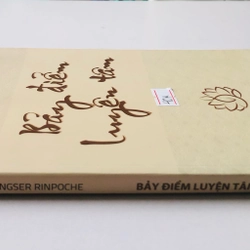 Bảy điểm
luyện tâm
NGSER RINPOCHE
BẢY ĐIỂM LUYỆN TÂ